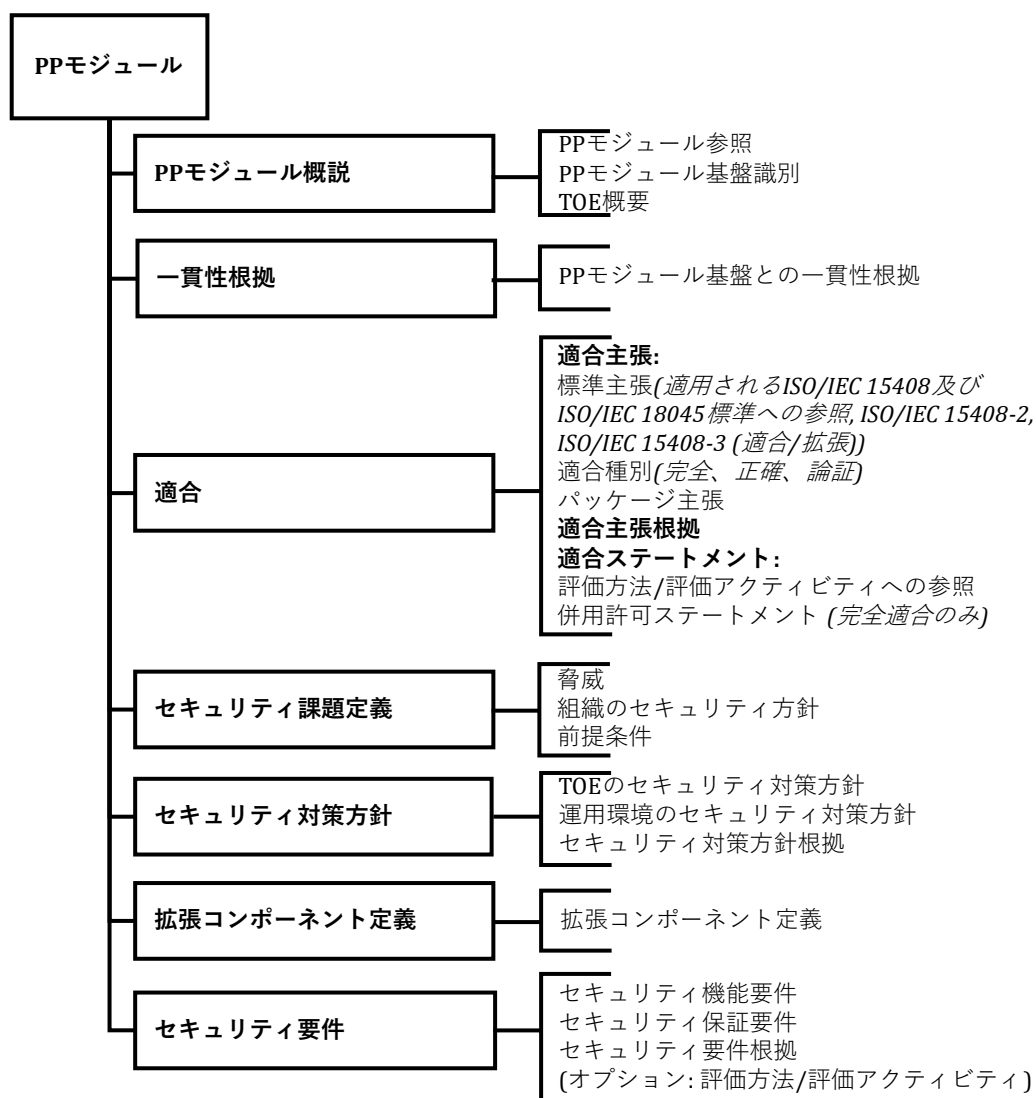 PPモジュール
PPモジュール概説
PPモジュール参照
PPモジュール基盤識別
TOE概要
一貫性根拠
PPモジュール基盤との一貫性根拠
適合
適合主張:
標準主張(適用されるISO/IEC 15408及び
ISO/IEC 18045標準への参照, ISO/IEC 15408-2,
ISO/IEC 15408-3 (適合/拡張))
適合種別(完全、正確、論証)
パッケージ主張
適合主張根拠
適合ステートメント:
評価方法/評価アクティビティへの参照
併用許可ステートメント (完全適合のみ)
セキュリティ課題定義
脅威
組織のセキュリティ方針
前提条件
セキュリティ対策方針
TOEのセキュリティ対策方針
運用環境のセキュリティ対策方針
セキュリティ対策方針根拠
拡張コンポーネント定義
拡張コンポーネント定義
セキュリティ要件
セキュリティ機能要件
セキュリティ保証要件
セキュリティ要件根拠
(オプション: 評価方法/評価アクティビティ)